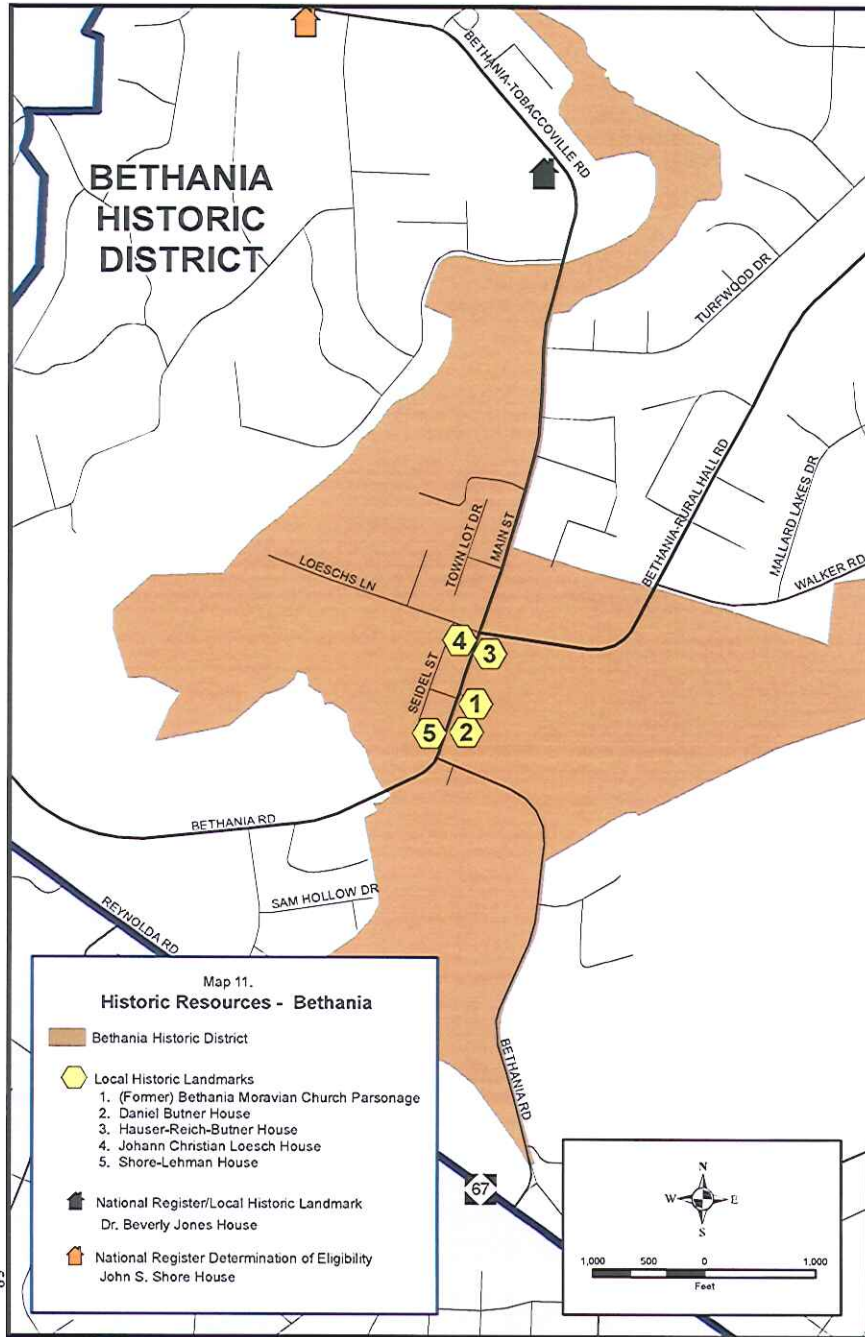 BETHANIA
HISTORIC
DISTRICT
BETHANIA-TOBACCOVILLE RD
TURFWOOD DR
BETHANIA-RURAL HALL RD
MALLARD LAKES DR
WALKER RD
TOWN LOT DR
MAIN ST
LOESCHS LN
SEIDEL ST
4
3
1
2
5
BETHANIA RD
SAM HOLLOW DR
REYNOLDA RD
BETHANIA RD
67
Map 11.
Historic Resources - Bethania
Bethania Historic District
Local Historic Landmarks
1. (Former) Bethania Moravian Church Parsonage
2. Daniel Butner House
3. Hauser-Reich-Butner House
4. Johann Christian Loesch House
5. Shore-Lehman House
National Register/Local Historic Landmark
Dr. Beverly Jones House
National Register Determination of Eligibility
John S. Shore House
N
W E
S
1,000 500 0 1,000
Feet